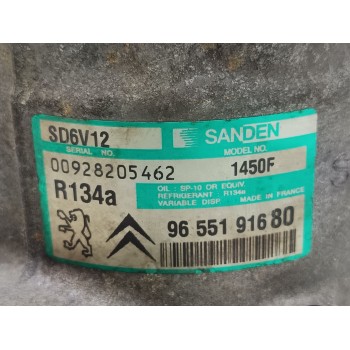 SD6V12 SANDEN
SERIAL NO. MODEL NO.
00928205462 1450F
R134a
OIL : SP-10 OR EQUIV.
REFRIGERANT R134a
VARIABLE DISP MADE IN FRANCE
96 551 916 80